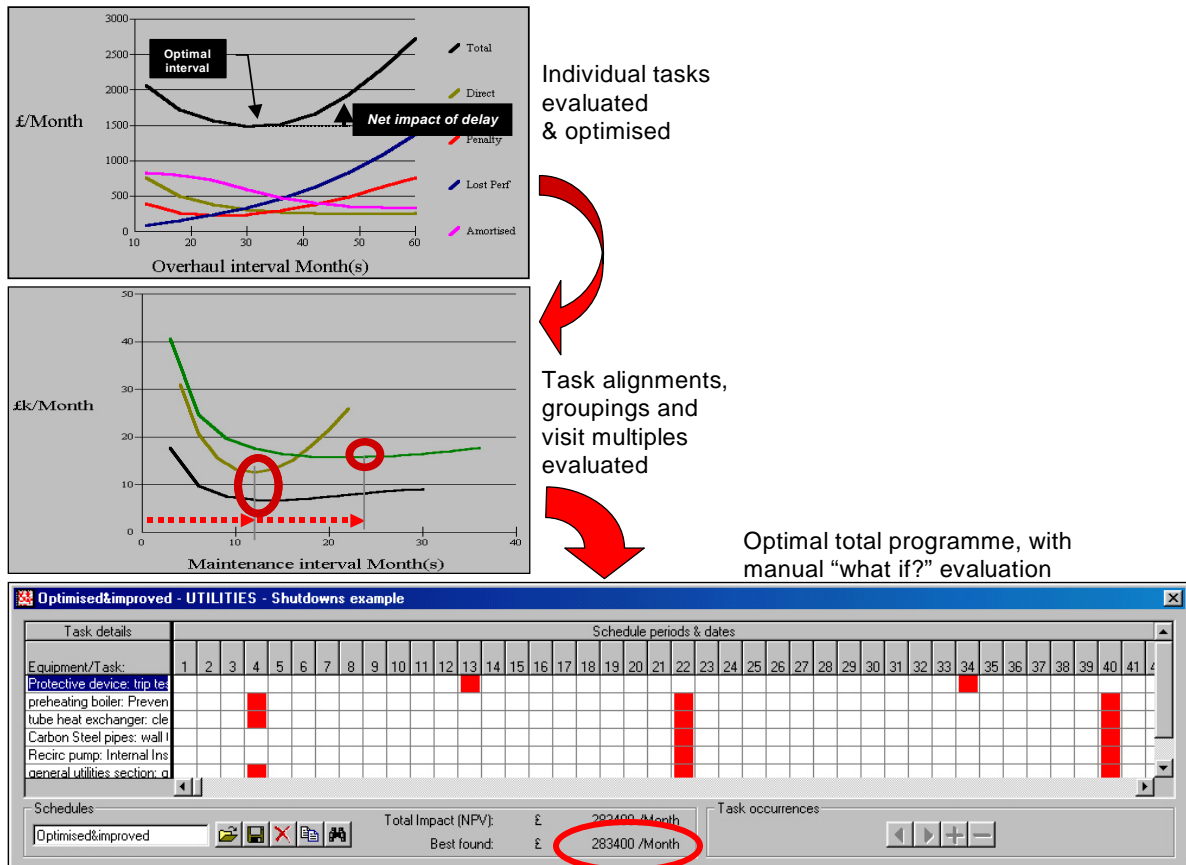 3000
2500
2000
1500
1000
500
0
£/Month
Optimal
interval
Net impact of delay
Total
Direct
Penalty
Lost Perf
Amortised
10 20 30 40 50 60
Overhaul interval Month(s)
Individual tasks
evaluated
& optimised
50
40
30
20
10
0
£k/Month
0 10 20 30 40
Maintenance interval Month(s)
Task alignments,
groupings and
visit multiples
evaluated
Optimal total programme, with
manual “what if?” evaluation
Optimised&improved - UTILITIES - Shutdowns example
Task details
Schedule periods & dates
Equipment/Task: 1 2 3 4 5 6 7 8 9 10 11 12 13 14 15 16 17 18 19 20 21 22 23 24 25 26 27 28 29 30 31 32 33 34 35 36 37 38 39 40 41
Protective device: trip tes
preheating boiler: Preven
tube heat exchanger: cle
Carbon Steel pipes: wall
Recirc pump: Internal Ins
general utilities section: g
Schedules
Optimised&improved
Total Impact (NPV): £ 283400 /Month
Best found: £ 283400 /Month
Task occurrences